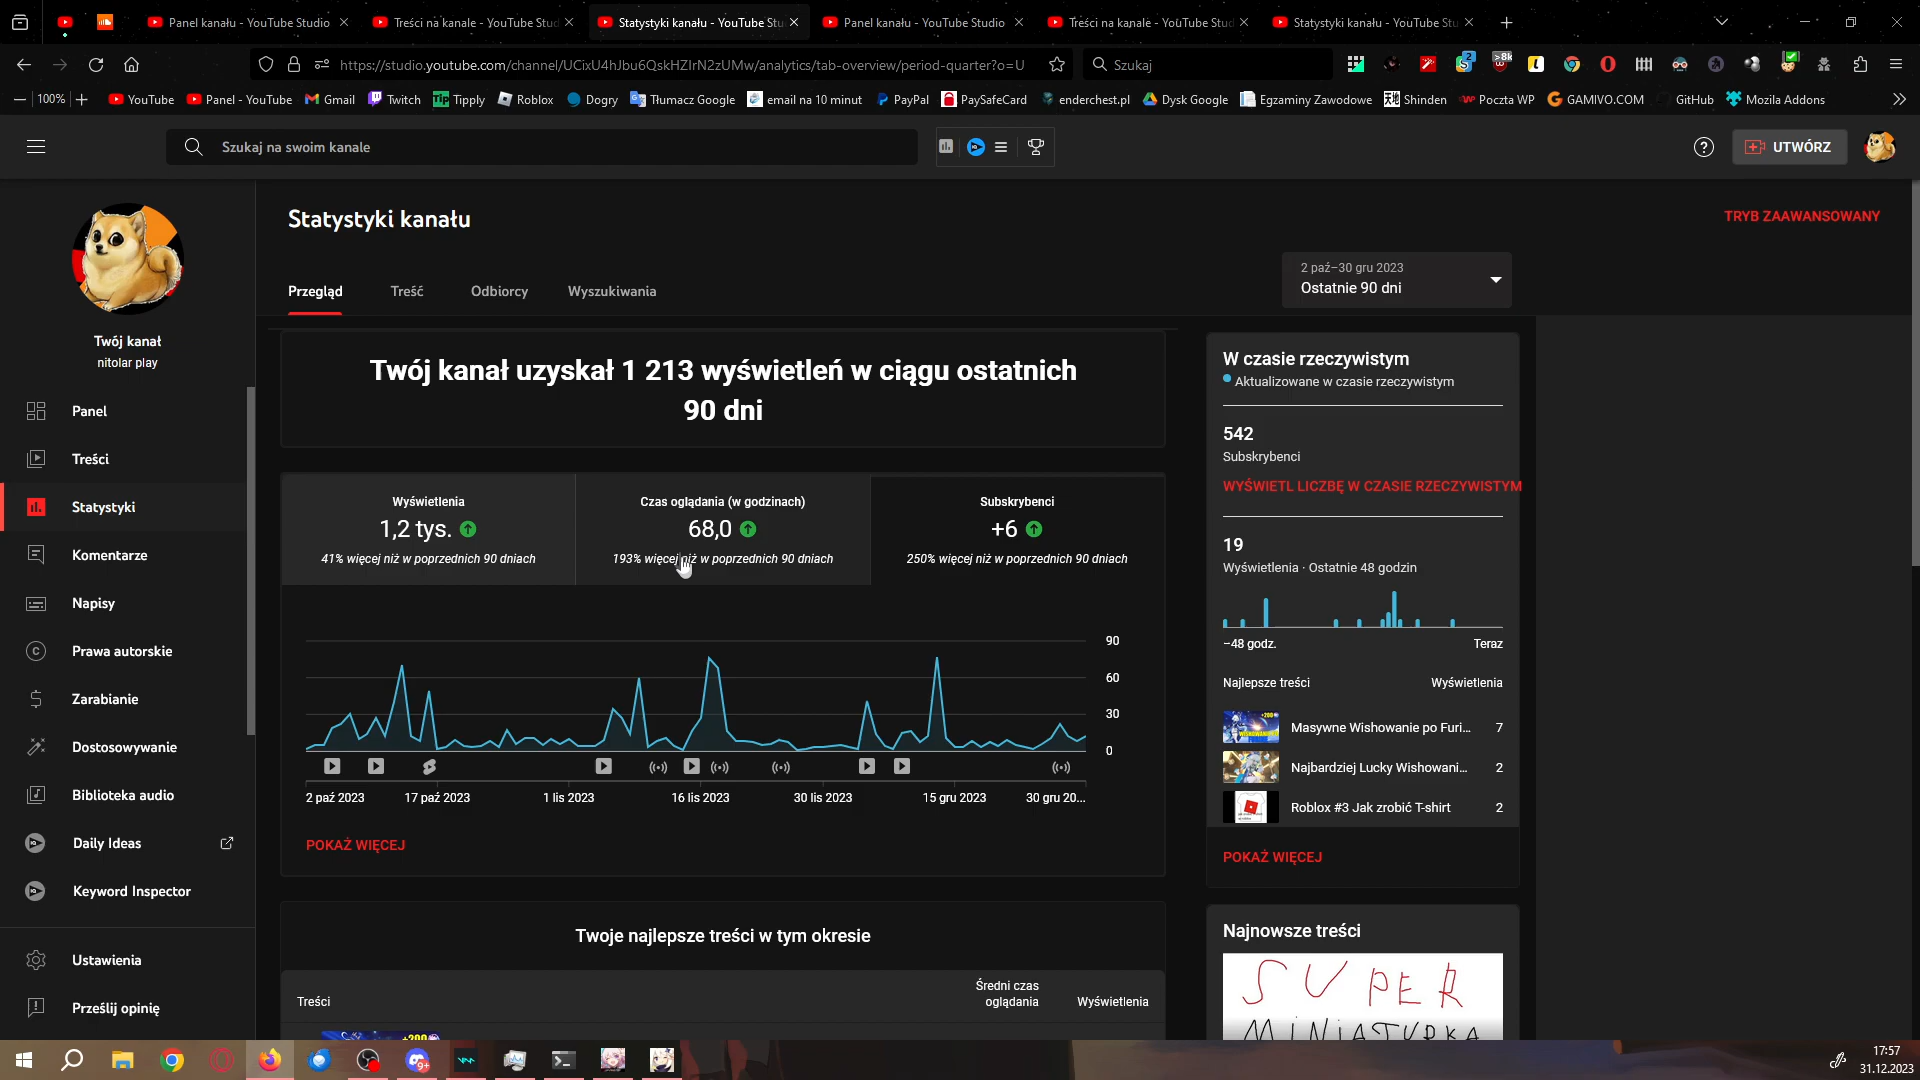 Panel kanału - YouTube Studio
Treści na kanale - YouTube Stud
Statystyki kanału - YouTube Stu
Panel kanału - YouTube Studio
Treści na kanale - YouTube Stud
Statystyki kanału - YouTube Stu
https://studio.youtube.com/channel/UCixU4hJbu6QskHZIrN2zUMw/analytics/tab-overview/period-quarter?o=U
Szukaj
2
>8k
100%
YouTube
Panel - YouTube
Gmail
Twitch
Tip Tipply
Roblox
Dogry
Tłumacz Google
email na 10 minut
PayPal
PaySafeCard
enderchest.pl
Dysk Google
Egzaminy Zawodowe
Shinden
Poczta WP
GAMIVO.COM
GitHub
Mozila Addons
Szukaj na swoim kanale
UTWÓRZ
Twój kanał
nitolar play
Panel
Treści
Statystyki
Komentarze
Napisy
Prawa autorskie
Zarabianie
Dostosowywanie
Biblioteka audio
Daily Ideas
Keyword Inspector
Ustawienia
Prześlij opinię
Statystyki kanału
TRYB ZAAWANSOWANY
Przegląd
Treść
Odbiorcy
Wyszukiwania
2 paź–30 gru 2023
Ostatnie 90 dni
Twój kanał uzyskał 1 213 wyświetleń w ciągu ostatnich
90 dni
Wyświetlenia
1,2 tys.
41% więcej niż w poprzednich 90 dniach
Czas oglądania (w godzinach)
68,0
193% więcej niż w poprzednich 90 dniach
Subskrybenci
+6
250% więcej niż w poprzednich 90 dniach
90
60
30
0
2 paź 2023
17 paź 2023
1 lis 2023
16 lis 2023
30 lis 2023
15 gru 2023
30 gru 20...
POKAŻ WIĘCEJ
Twoje najlepsze treści w tym okresie
Treści
Średni czas
oglądania
Wyświetlenia
+200
W czasie rzeczywistym
Aktualizowane w czasie rzeczywistym
542
Subskrybenci
WYŚWIETL LICZBĘ W CZASIE RZECZYWISTYM
19
Wyświetlenia · Ostatnie 48 godzin
−48 godz.
Teraz
Najlepsze treści
Wyświetlenia
Masywne Wishowanie po Furi...
7
Najbardziej Lucky Wishowani...
2
Roblox #3 Jak zrobić T-shirt
2
POKAŻ WIĘCEJ
Najnowsze treści
SUPER
MINIATURKA
9+
17:57
31.12.2023